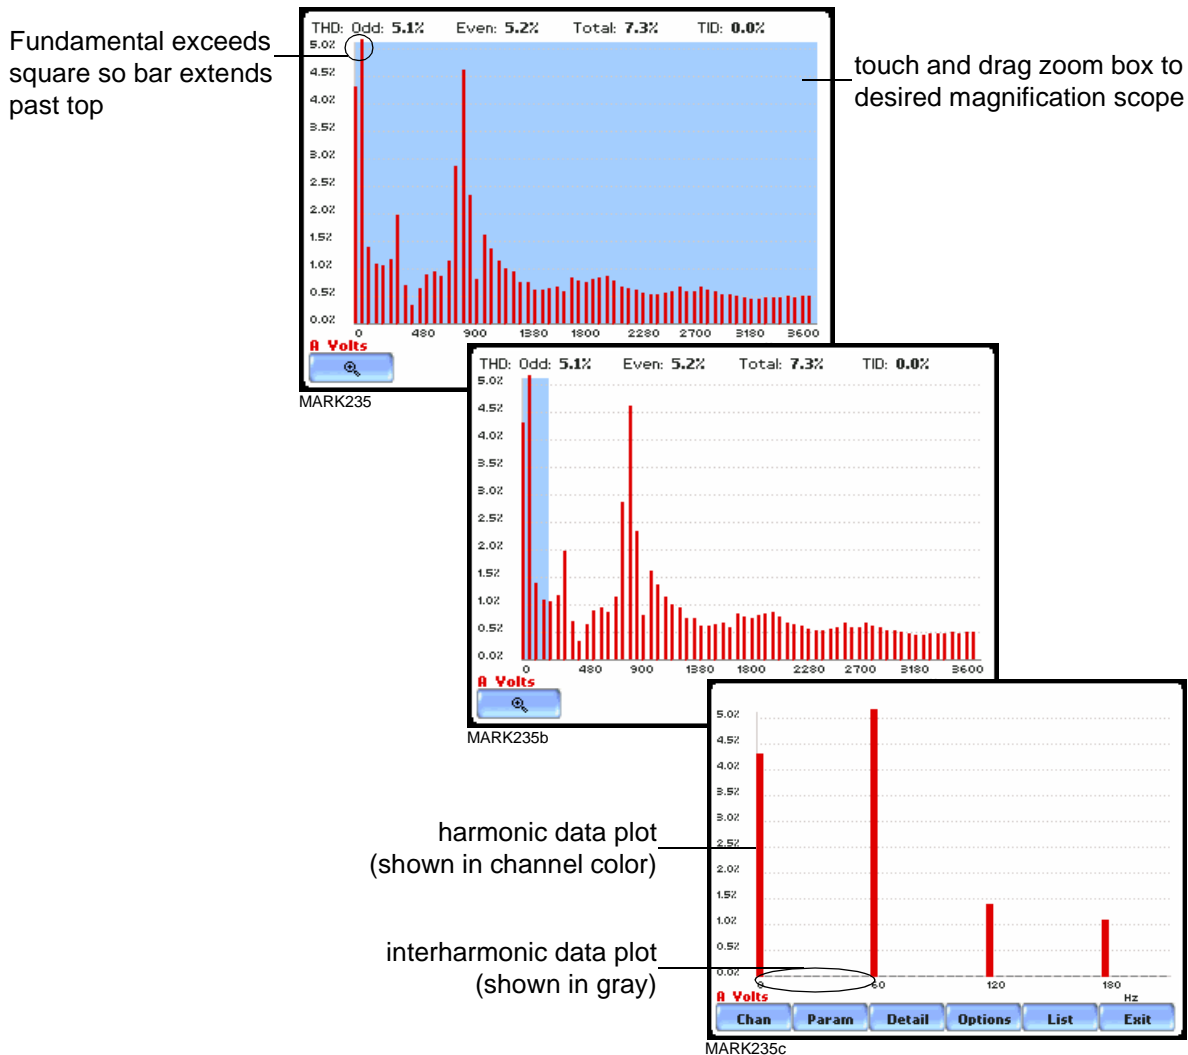 Fundamental exceeds
square so bar extends
past top
touch and drag zoom box to
desired magnification scope
THD: Odd: 5.1% Even: 5.2% Total: 7.3% TID: 0.0%
5.0%
4.5%
4.0%
3.5%
3.0%
2.5%
2.0%
1.5%
1.0%
0.5%
0.0%
0 480 900 1380 1800 2280 2700 3180 3600
A Volts
MARK235
THD: Odd: 5.1% Even: 5.2% Total: 7.3% TID: 0.0%
5.0%
4.5%
4.0%
3.5%
3.0%
2.5%
2.0%
1.5%
1.0%
0.5%
0.0%
0 480 900 1380 1800 2280 2700 3180 3600
A Volts
MARK235b
harmonic data plot
(shown in channel color)
interharmonic data plot
(shown in gray)
5.0%
4.5%
4.0%
3.5%
3.0%
2.5%
2.0%
1.5%
1.0%
0.5%
0.0%
0 60 120 180
A Volts Hz
Chan Param Detail Options List Exit
MARK235c